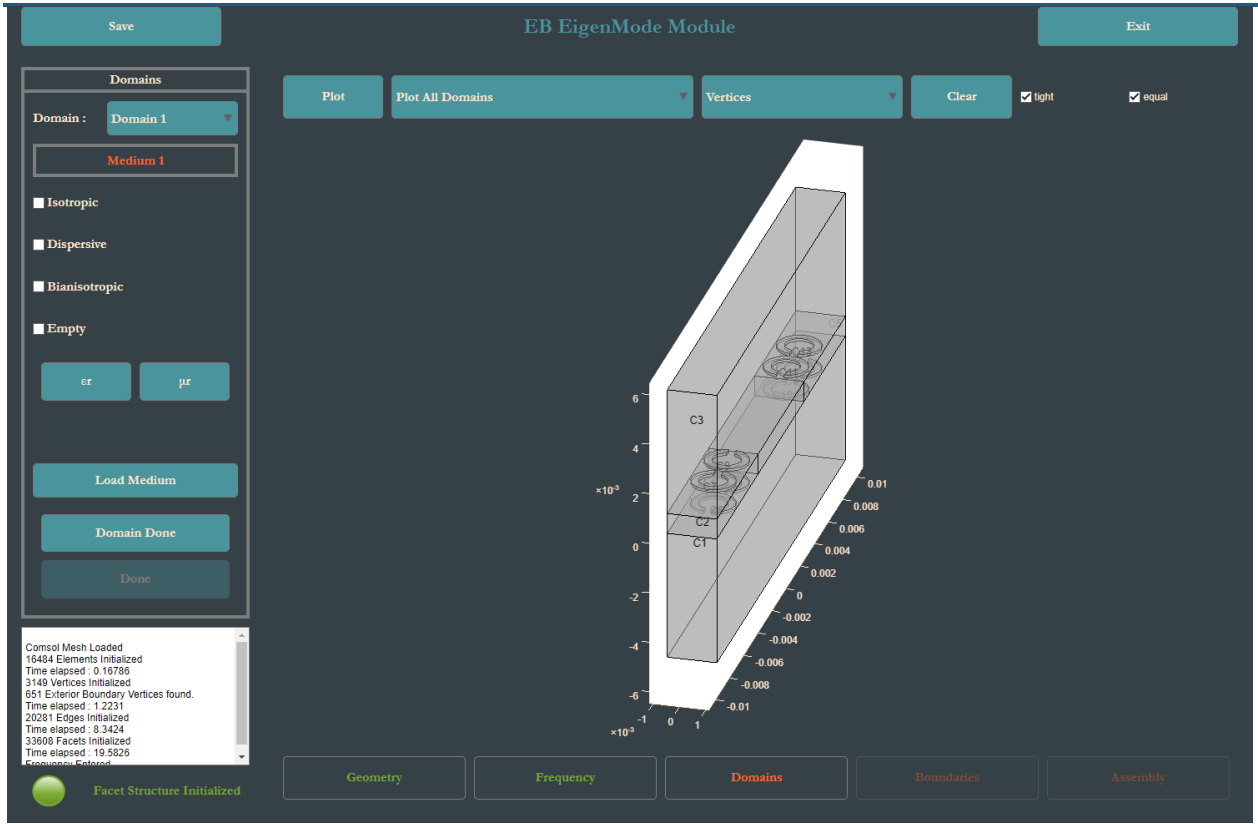 Save
EB EigenMode Module
Exit
Domains
Domain :
Domain 1
Medium 1
Isotropic
Dispersive
Bianisotropic
Empty
εr
μr
Load Medium
Domain Done
Done
Plot
Plot All Domains
Vertices
Clear
tight
equal
6
4
2
0
-2
-4
-6
×10-3
C3
C2
C1
0.01
0.008
0.006
0.004
0.002
0
-0.002
-0.004
-0.006
-0.008
-0.01
-1
0
1
×10-3
Comsol Mesh Loaded
16484 Elements Initialized
Time elapsed : 0.16786
3149 Vertices Initialized
651 Exterior Boundary Vertices found.
Time elapsed : 1.2231
20281 Edges Initialized
Time elapsed : 8.3424
33608 Facets Initialized
Time elapsed : 19.5826
Frequency Entered
Facet Structure Initialized
Geometry
Frequency
Domains
Boundaries
Assembly